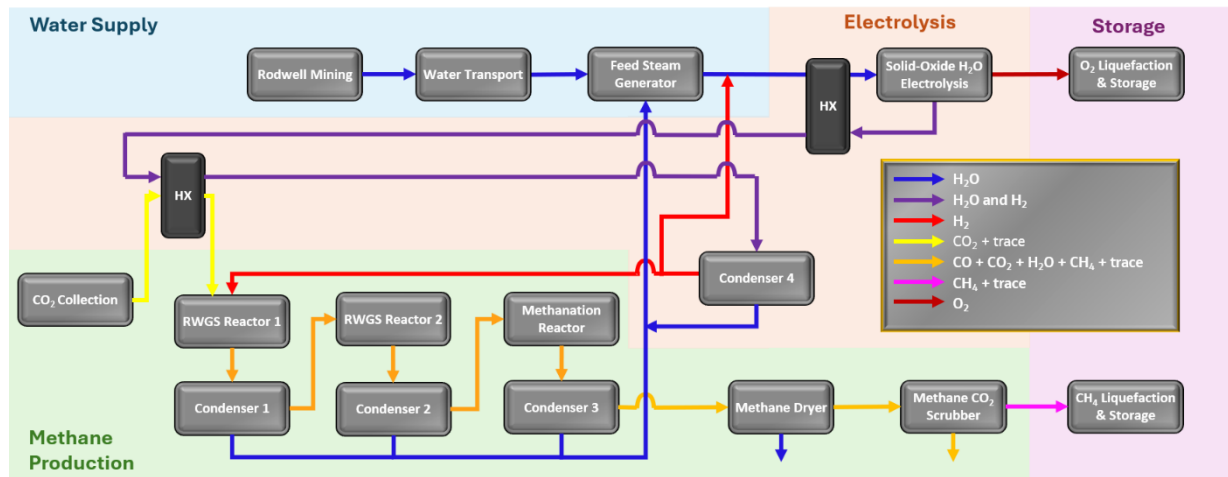 Water Supply
Electrolysis
Storage
Rodwell Mining
Water Transport
Feed Steam
Generator
HX
Solid-Oxide H₂O
Electrolysis
O₂ Liquefaction
& Storage
HX
H₂O
H₂O and H₂
H₂
CO₂ + trace
CO + CO₂ + H₂O + CH₄ + trace
CH₄ + trace
O₂
CO₂ Collection
Condenser 4
RWGS Reactor 1
RWGS Reactor 2
Methanation
Reactor
Condenser 1
Condenser 2
Condenser 3
Methane Dryer
Methane CO₂
Scrubber
CH₄ Liquefaction
& Storage
Methane
Production